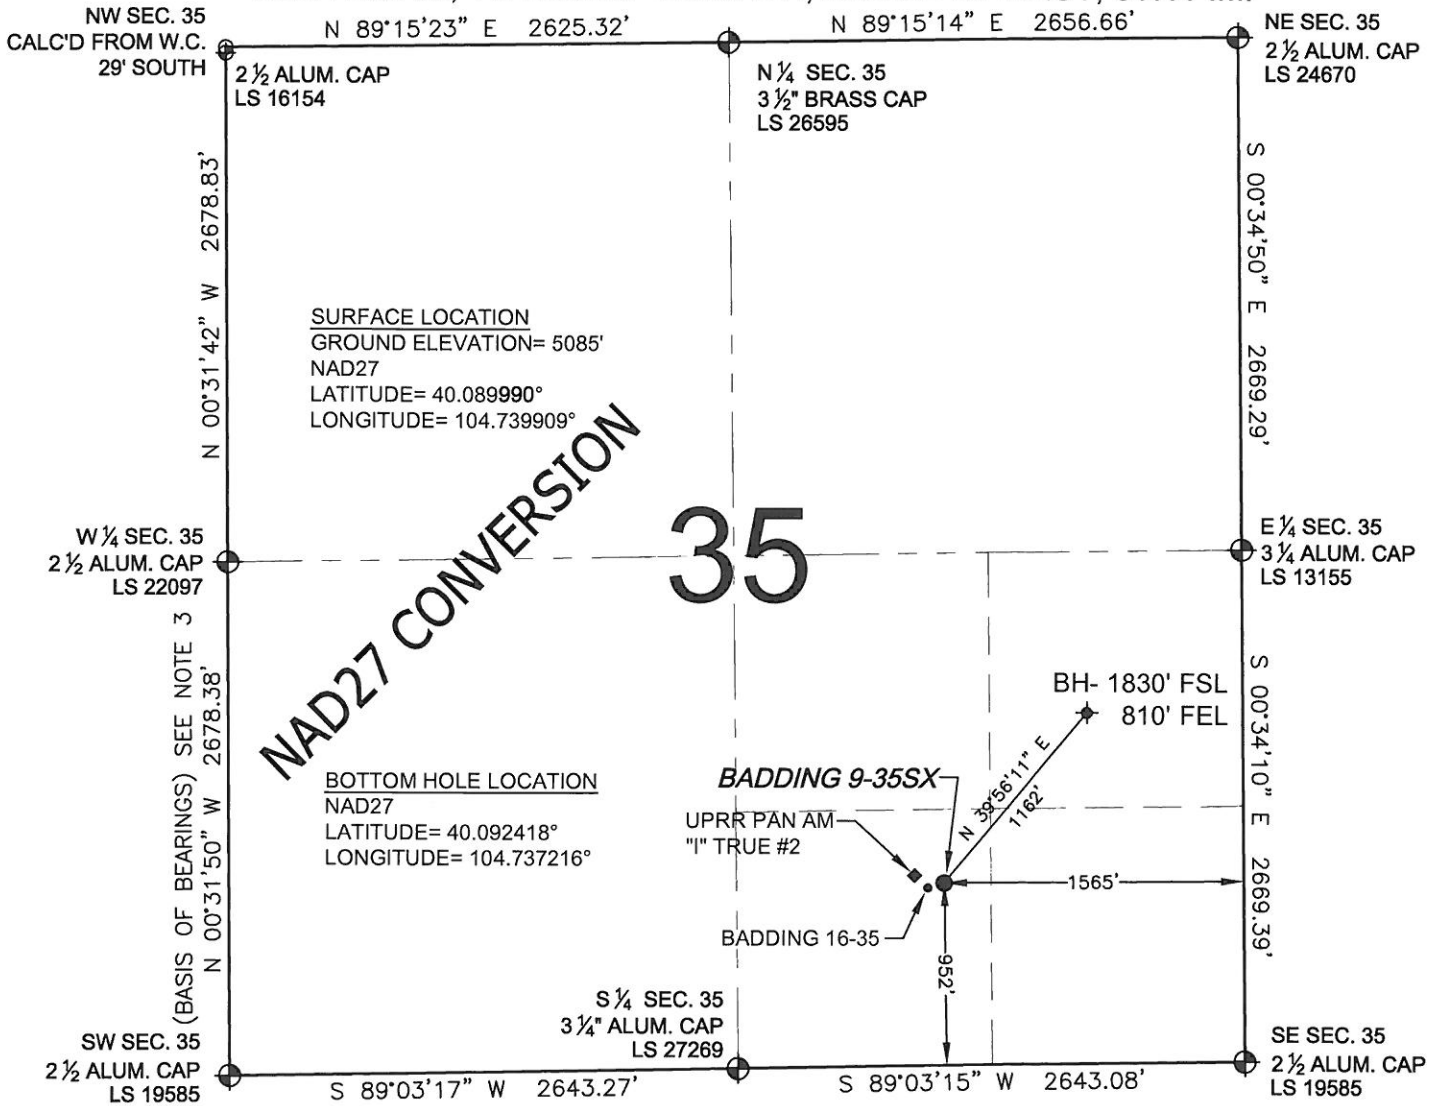 NW SEC. 35
CALC'D FROM W.C.
29' SOUTH
N 89°15'23" E 2625.32'
N 89°15'14" E 2656.66'
NE SEC. 35
2 ½ ALUM. CAP
LS 24670
2 ½ ALUM. CAP
LS 16154
N ¼ SEC. 35
3 ½" BRASS CAP
LS 26595
N 00°31'42" W 2678.83'
S 00°34'50" E 2669.29'
SURFACE LOCATION
GROUND ELEVATION= 5085'
NAD27
LATITUDE= 40.089990°
LONGITUDE= 104.739909°
NAD27 CONVERSION
35
W ¼ SEC. 35
2 ½ ALUM. CAP
LS 22097
E ¼ SEC. 35
3 ¼ ALUM. CAP
LS 13155
(BASIS OF BEARINGS) SEE NOTE 3
N 00°31'50" W 2678.38'
S 00°34'10" E 2669.39'
BH- 1830' FSL
810' FEL
N 39°56'11" E
1162'
BOTTOM HOLE LOCATION
NAD27
LATITUDE= 40.092418°
LONGITUDE= 104.737216°
BADDING 9-35SX
UPRR PAN AM
"I" TRUE #2
1565'
BADDING 16-35
952'
S ¼ SEC. 35
3 ¼" ALUM. CAP
LS 27269
SW SEC. 35
2 ½ ALUM. CAP
LS 19585
S 89°03'17" W 2643.27'
S 89°03'15" W 2643.08'
SE SEC. 35
2 ½ ALUM. CAP
LS 19585